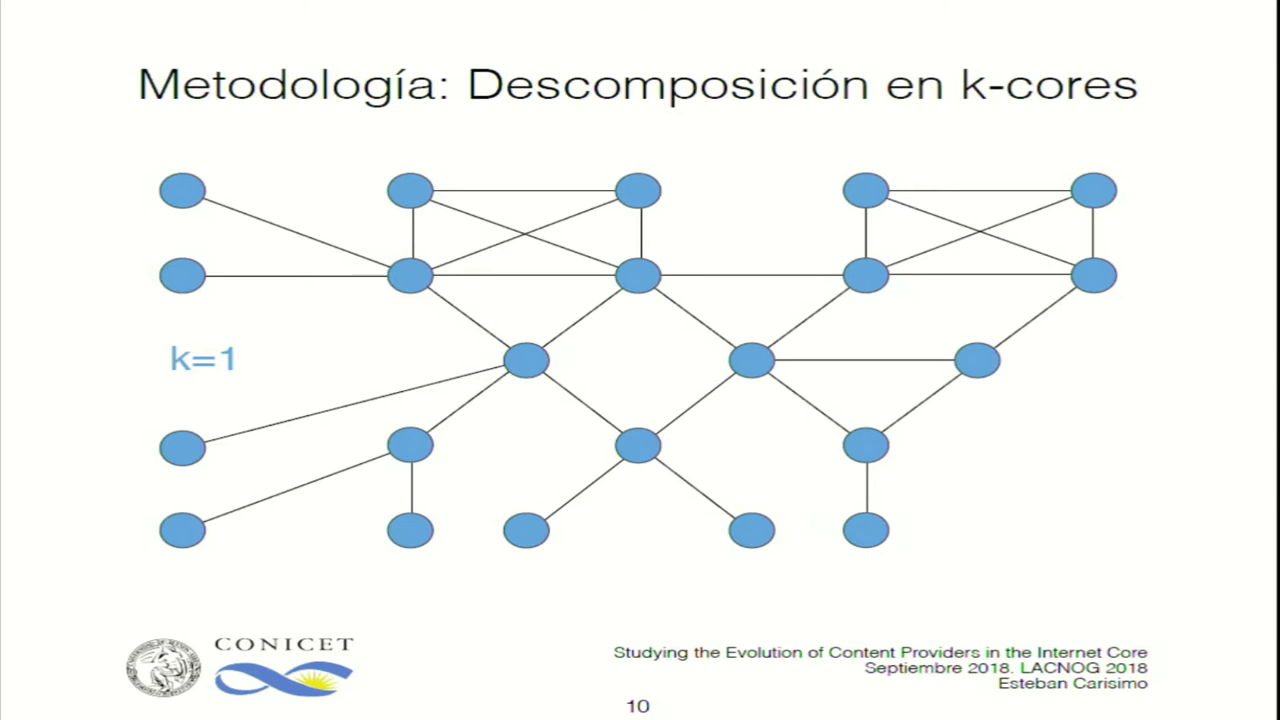 Metodología: Descomposición en k-cores
k=1
CONICET
Studying the Evolution of Content Providers in the Internet Core
Septiembre 2018. LACNOG 2018
Esteban Carisimo
10